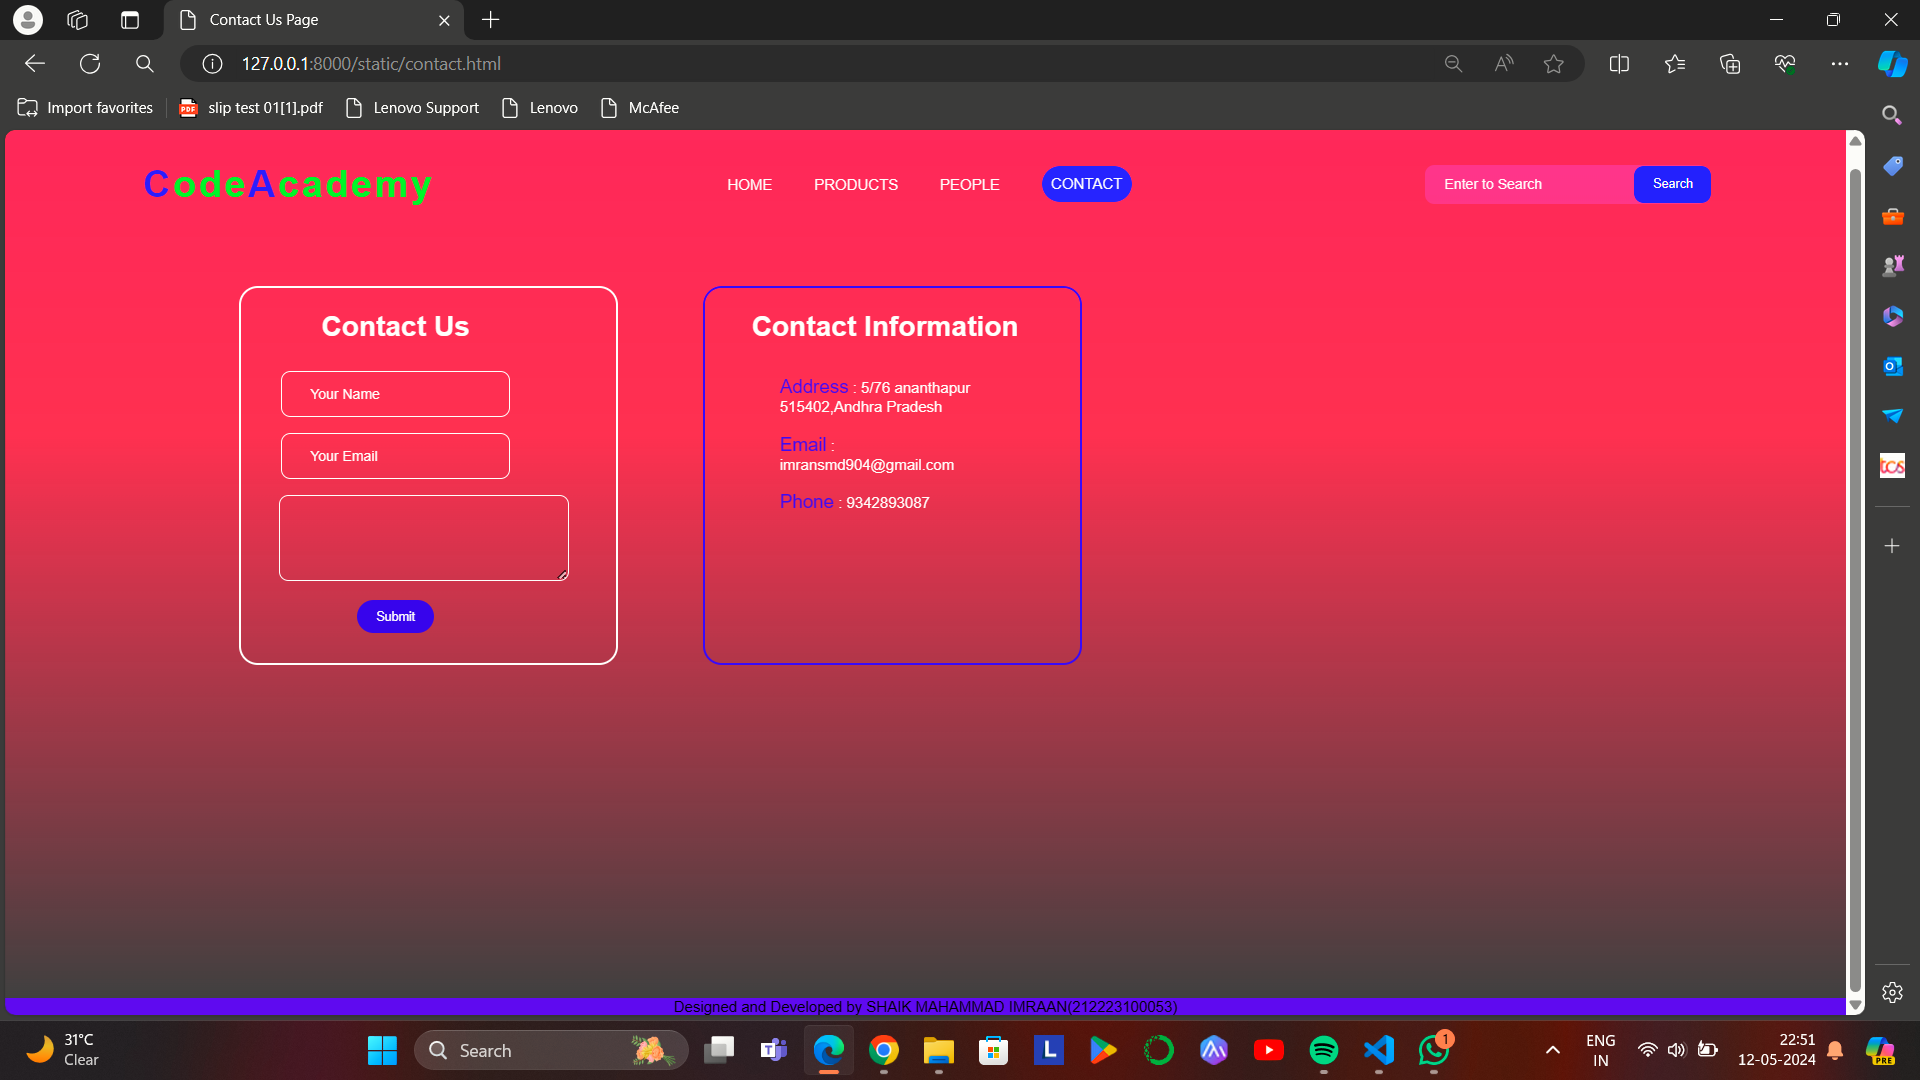 Contact Us Page
127.0.0.1:8000/static/contact.html
Import favorites
slip test 01[1].pdf
Lenovo Support
Lenovo
McAfee
CodeAcademy
HOME
PRODUCTS
PEOPLE
CONTACT
Enter to Search
Search
Contact Us
Your Name
Your Email
Submit
Contact Information
Address : 5/76 ananthapur
515402,Andhra Pradesh
Email :
imransmd904@gmail.com
Phone : 9342893087
Designed and Developed by SHAIK MAHAMMAD IMRAAN(212223100053)
tcs
31°C
Clear
Search
L
1
ENG
IN
22:51
12-05-2024
PRE